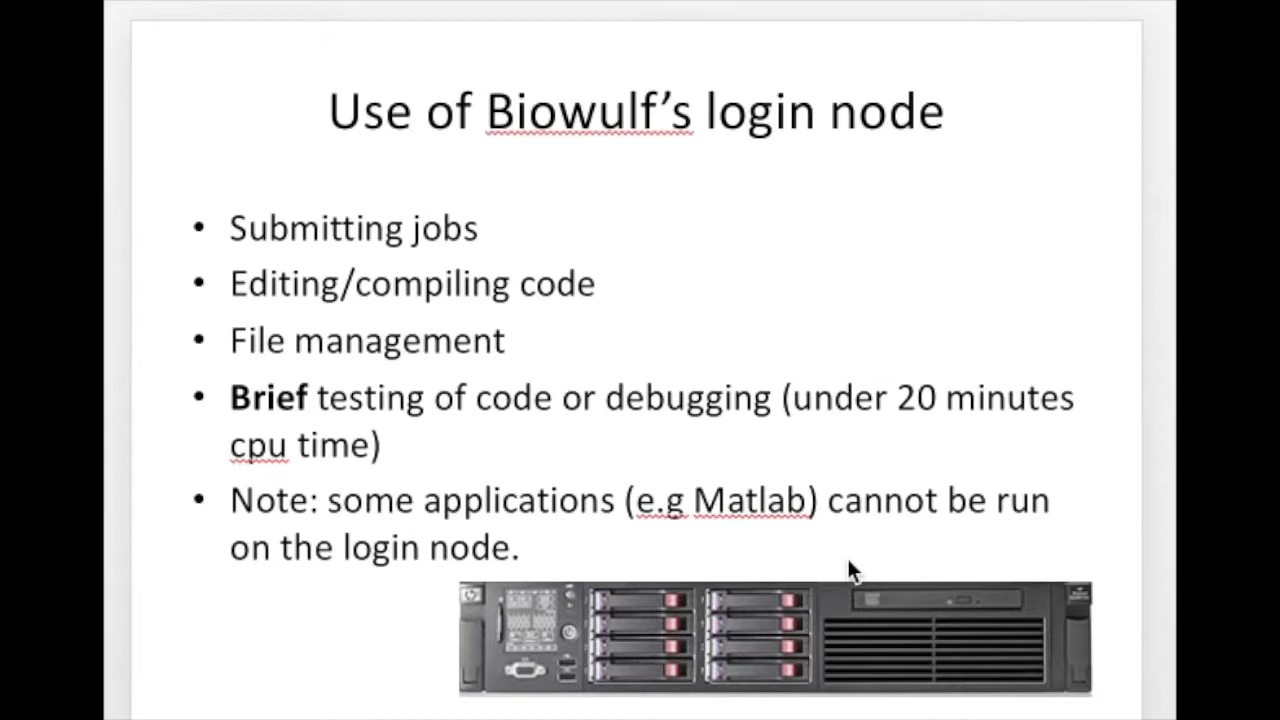 Use of Biowulf’s login node
• Submitting jobs
• Editing/compiling code
• File management
• Brief testing of code or debugging (under 20 minutes
cpu time)
• Note: some applications (e.g Matlab) cannot be run
on the login node.
hp